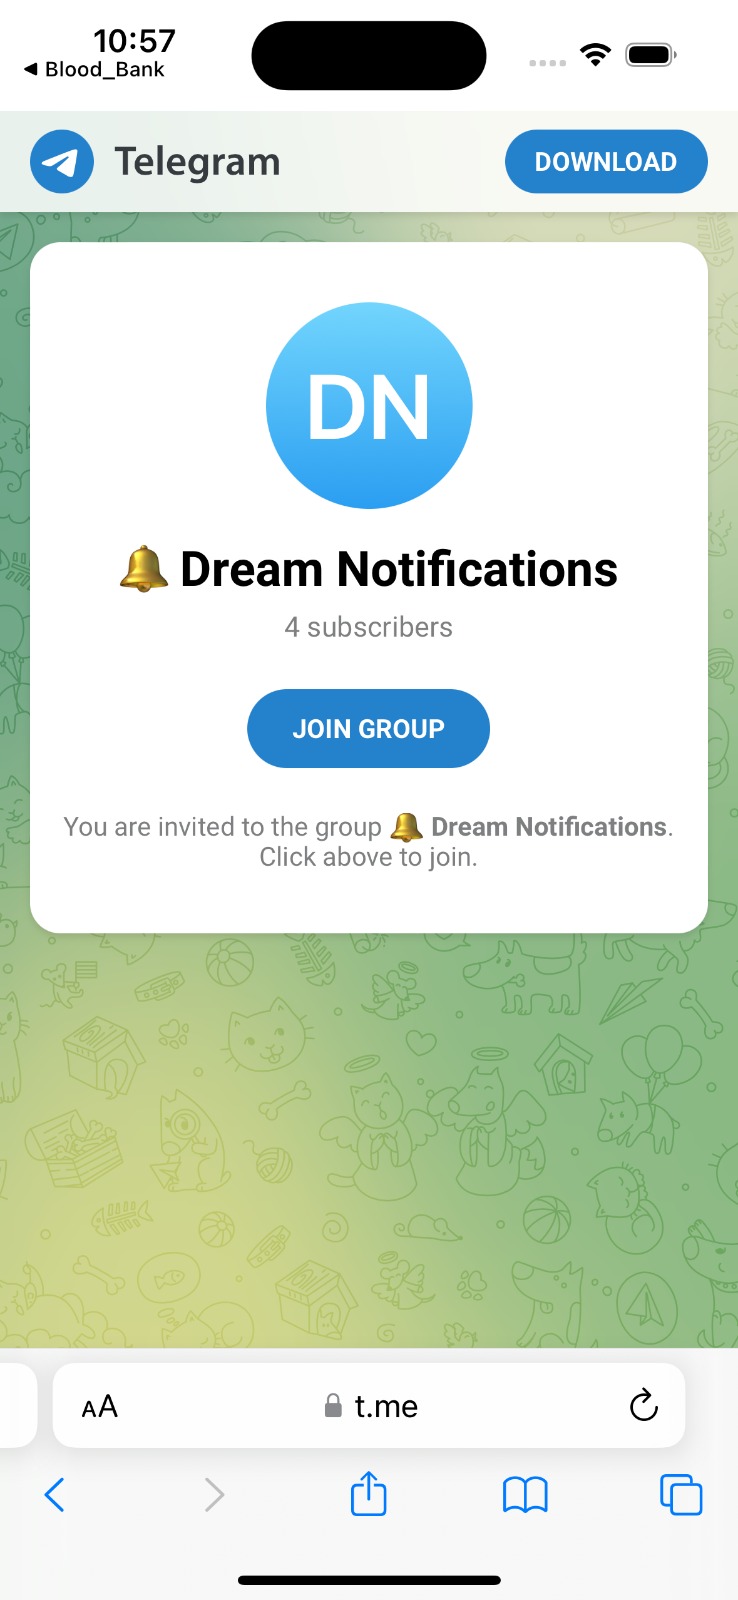 10:57
◀ Blood_Bank
Telegram
DOWNLOAD
DN
🔔 Dream Notifications
4 subscribers
JOIN GROUP
You are invited to the group 🔔 Dream Notifications.
Click above to join.
AA
t.me